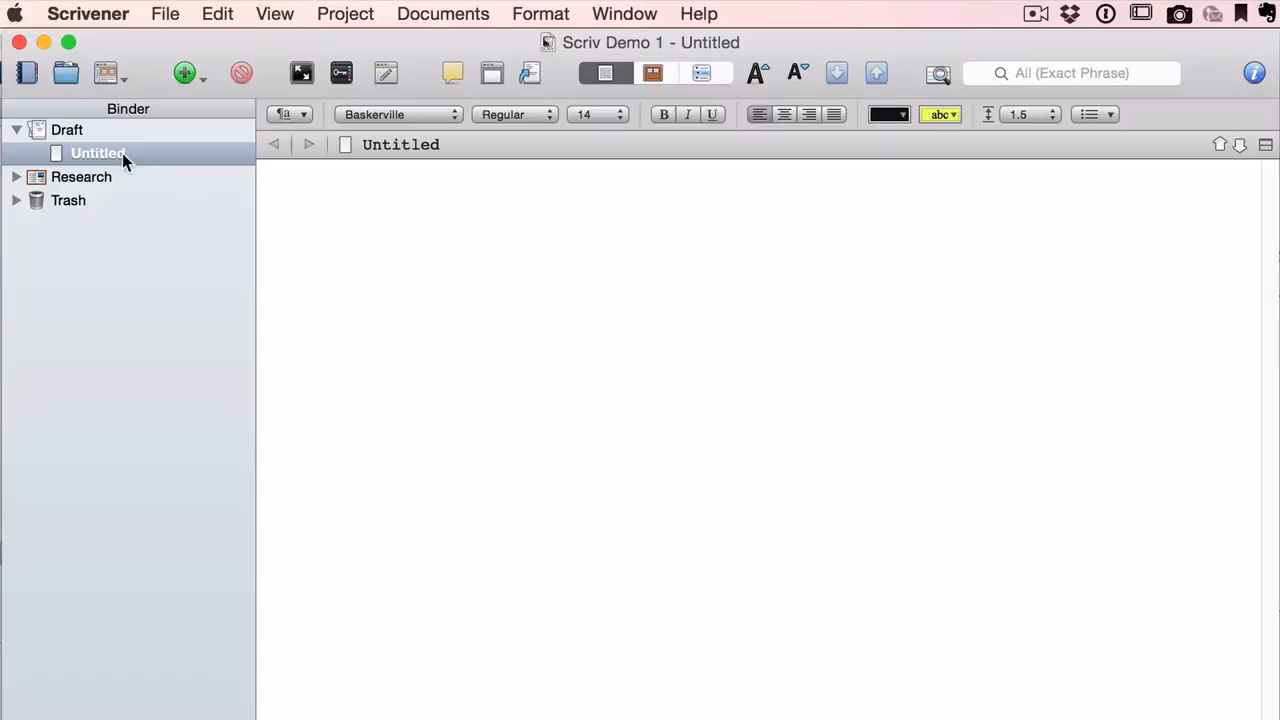 Scrivener File Edit View Project Documents Format Window Help
Scriv Demo 1 - Untitled
A A All (Exact Phrase)
Binder
¶a Baskerville Regular 14 B I U abc 1.5
Draft
Untitled
Untitled
Research
Trash